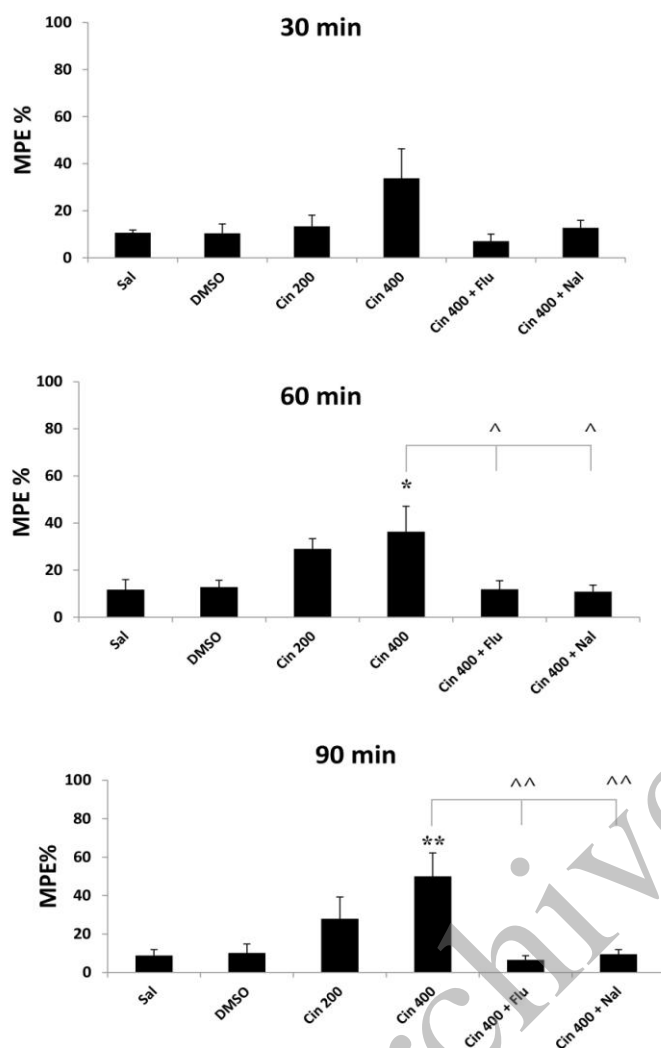 30 min
MPE %
100
80
60
40
20
0
Sal
DMSO
Cin 200
Cin 400
Cin 400 + Flu
Cin 400 + Nal
60 min
MPE %
100
80
60
40
20
0
^ ^
*
Sal
DMSO
Cin 200
Cin 400
Cin 400 + Flu
Cin 400 + Nal
90 min
MPE%
100
80
60
40
20
0
^^ ^^
**
Sal
DMSO
Cin 200
Cin 400
Cin 400 + Flu
Cin 400 + Nal
rchive